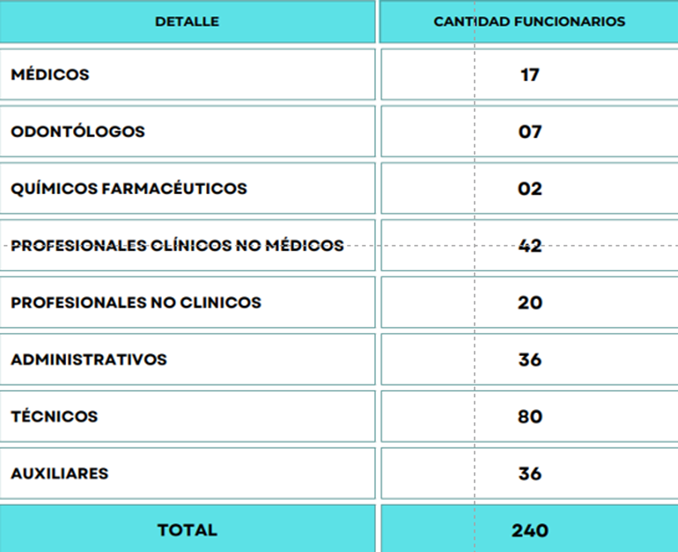 DETALLE CANTIDAD FUNCIONARIOS
MÉDICOS 17
ODONTÓLOGOS 07
QUÍMICOS FARMACÉUTICOS 02
PROFESIONALES CLÍNICOS NO MÉDICOS 42
PROFESIONALES NO CLINICOS 20
ADMINISTRATIVOS 36
TÉCNICOS 80
AUXILIARES 36
TOTAL 240